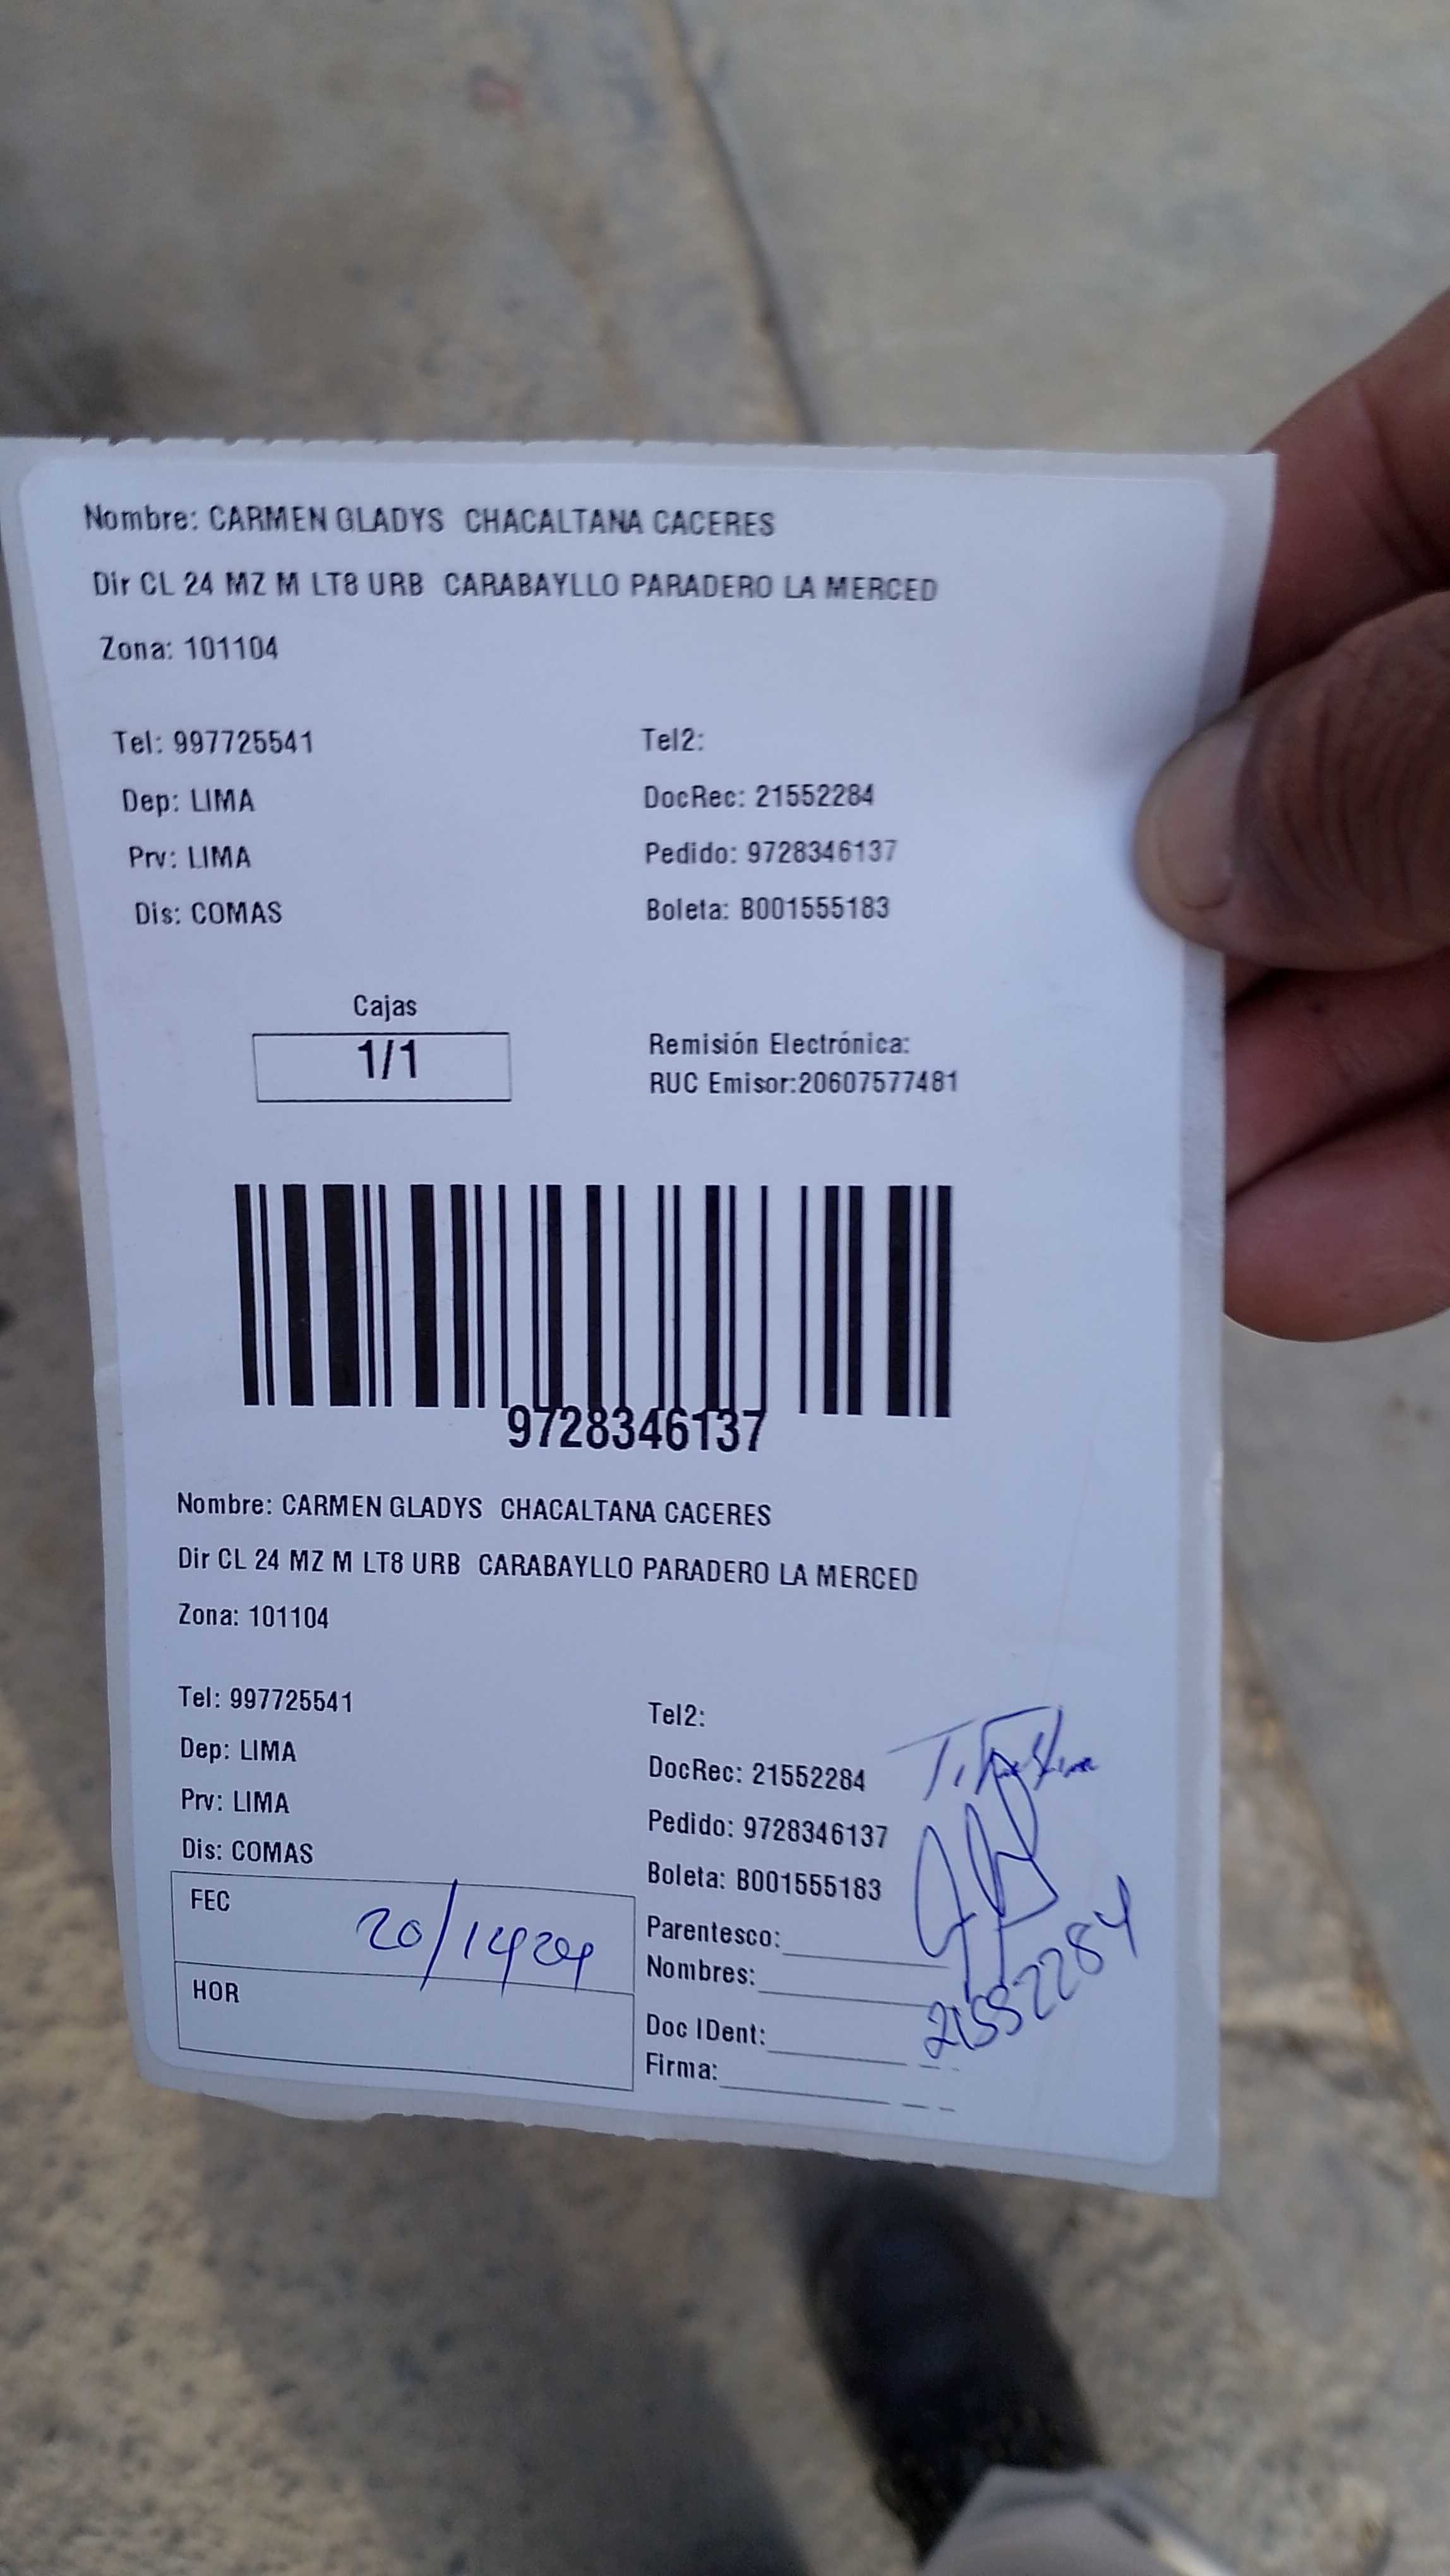 Nombre: CARMEN GLADYS CHACALTANA CACERES
Dir CL 24 MZ M LT8 URB CARABAYLLO PARADERO LA MERCED
Zona: 101104
Tel: 997725541 Tel2:
Dep: LIMA DocRec: 21552284
Prv: LIMA Pedido: 9728346137
Dis: COMAS Boleta: B001555183
Cajas
1/1
Remisión Electrónica:
RUC Emisor:20607577481
9728346137
Nombre: CARMEN GLADYS CHACALTANA CACERES
Dir CL 24 MZ M LT8 URB CARABAYLLO PARADERO LA MERCED
Zona: 101104
Tel: 997725541 Tel2:
Dep: LIMA DocRec: 21552284
Prv: LIMA Pedido: 9728346137
Dis: COMAS Boleta: B001555183
FEC
HOR
Parentesco:
Nombres:
Doc IDent:
Firma:
21552284